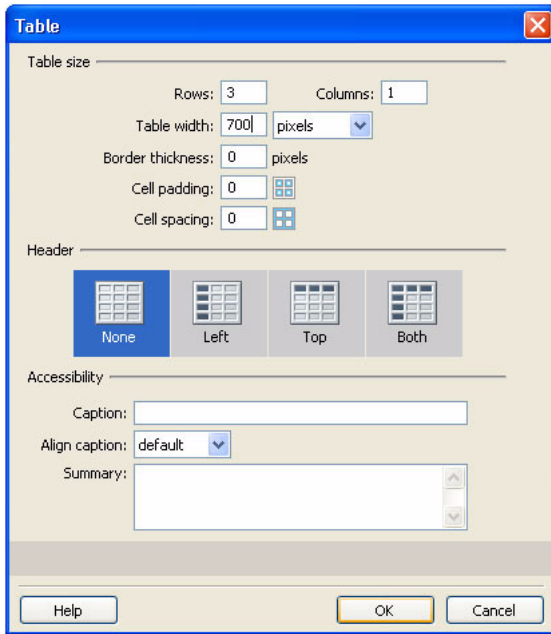 Table
Table size
Rows: 3 Columns: 1
Table width: 700 pixels
Border thickness: 0 pixels
Cell padding: 0
Cell spacing: 0
Header
None Left Top Both
Accessibility
Caption:
Align caption: default
Summary:
Help OK Cancel